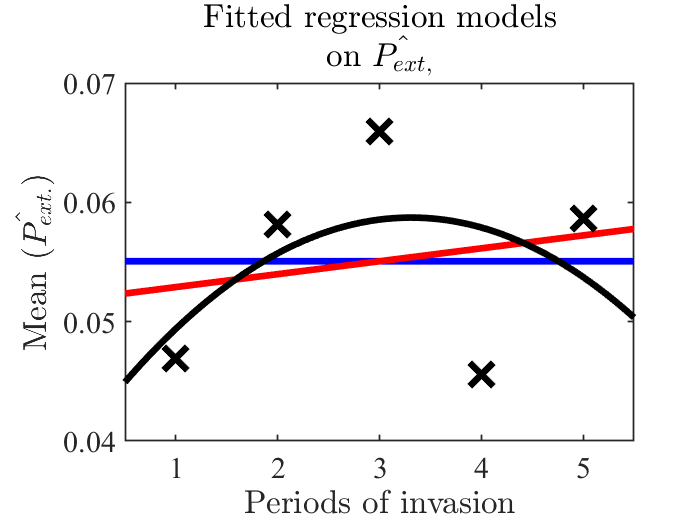 Fitted regression models
on $\hat{P_{ext,}}$
0.07
0.06
0.05
0.04
Mean ($\hat{P_{ext.}}$)
1 2 3 4 5
Periods of invasion